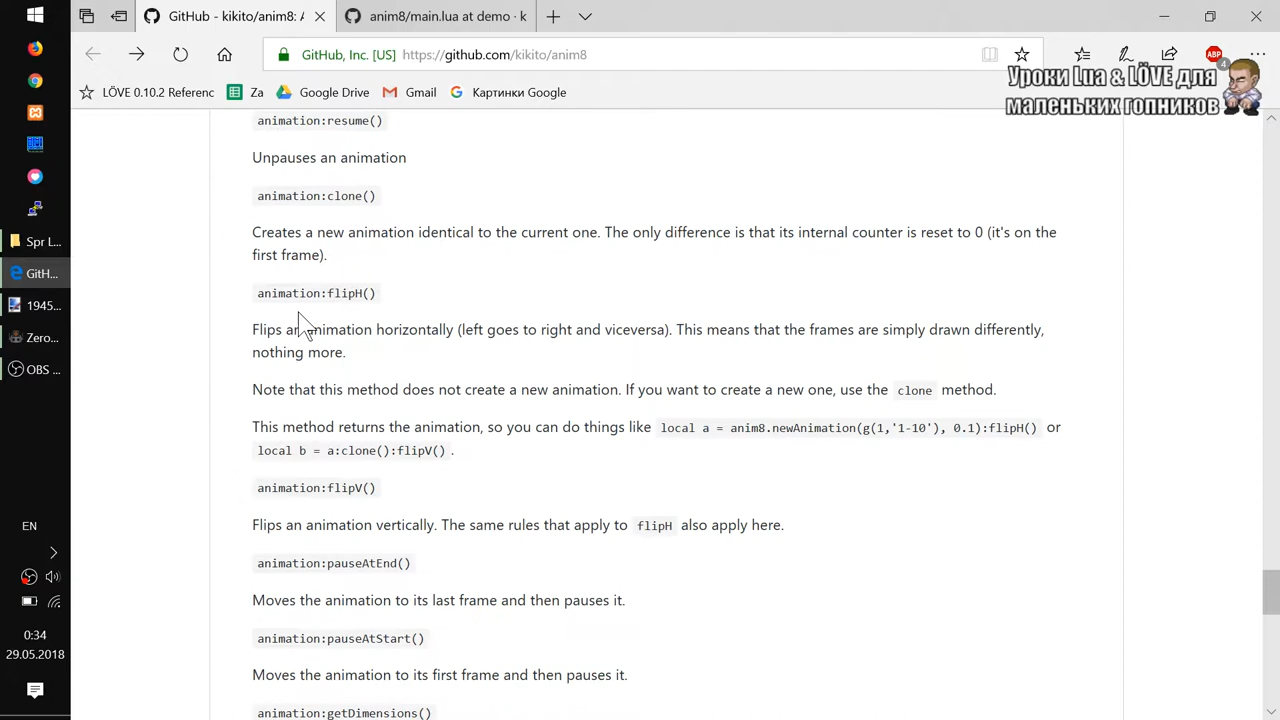 GitHub - kikito/anim8: A
anim8/main.lua at demo · k
GitHub, Inc. [US] https://github.com/kikito/anim8
ABP
4
LÖVE 0.10.2 Referenc
Za
Google Drive
Gmail
Картинки Google
Уроки Lua & LÖVE для
маленьких гопников
animation:resume()
Unpauses an animation
animation:clone()
Creates a new animation identical to the current one. The only difference is that its internal counter is reset to 0 (it's on the
first frame).
animation:flipH()
Flips an animation horizontally (left goes to right and viceversa). This means that the frames are simply drawn differently,
nothing more.
Note that this method does not create a new animation. If you want to create a new one, use the clone method.
This method returns the animation, so you can do things like local a = anim8.newAnimation(g(1,'1-10'), 0.1):flipH() or
local b = a:clone():flipV() .
animation:flipV()
Flips an animation vertically. The same rules that apply to flipH also apply here.
animation:pauseAtEnd()
Moves the animation to its last frame and then pauses it.
animation:pauseAtStart()
Moves the animation to its first frame and then pauses it.
animation:getDimensions()
Spr L...
GitH...
1945...
Zero...
OBS ...
EN
0:34
29.05.2018